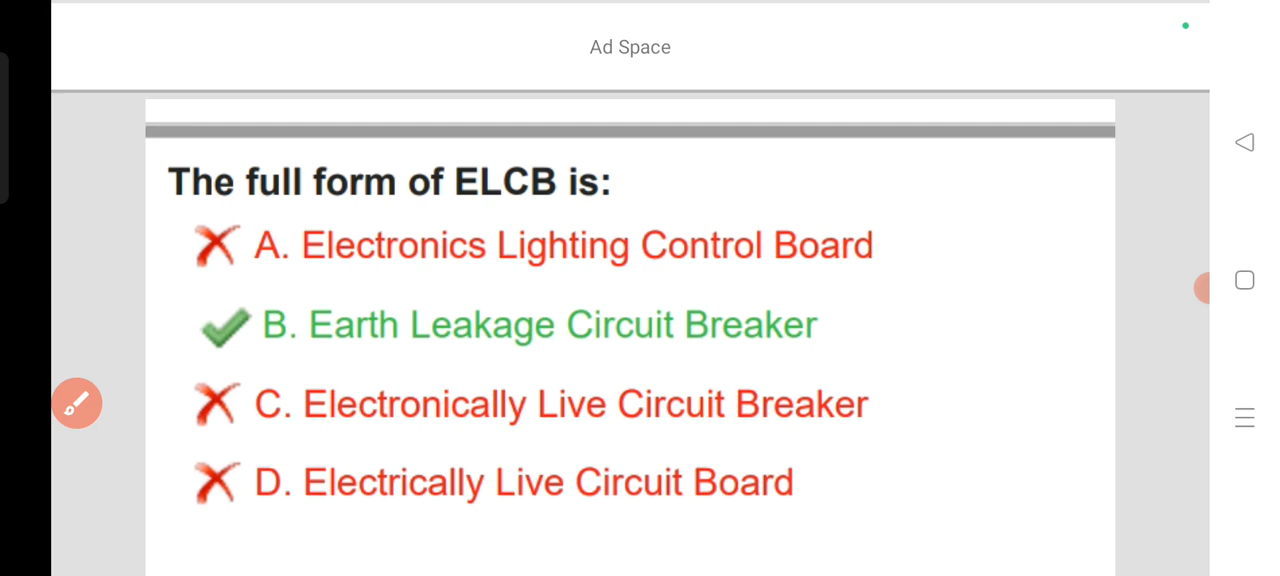 Ad Space
The full form of ELCB is:
A. Electronics Lighting Control Board
B. Earth Leakage Circuit Breaker
C. Electronically Live Circuit Breaker
D. Electrically Live Circuit Board